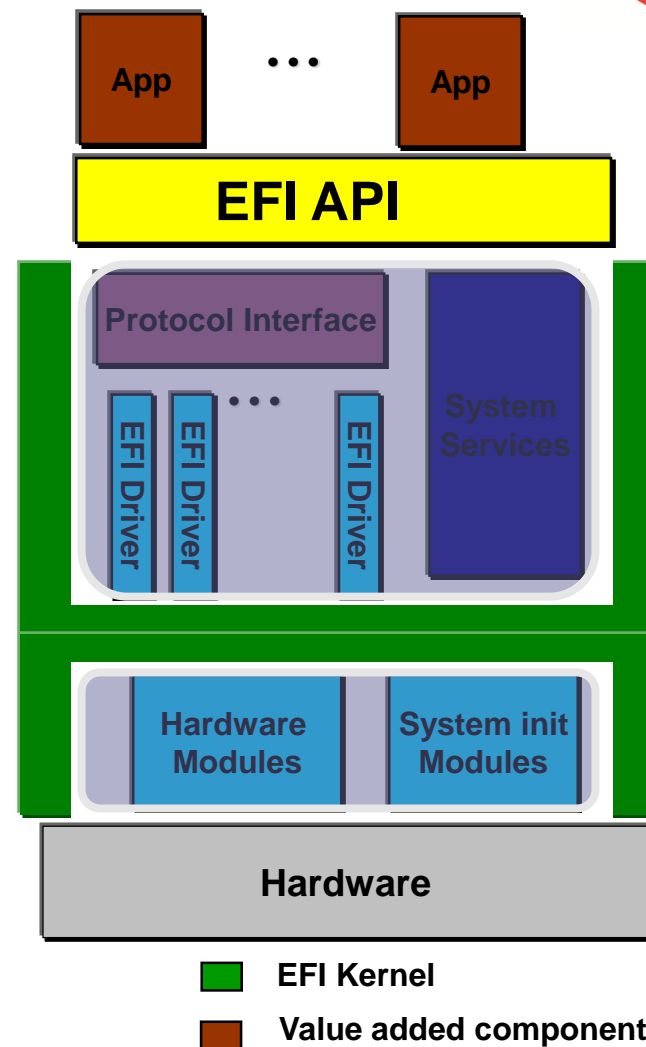 App
...
App
EFI API
Protocol Interface
...
System
Services
EFI Driver
EFI Driver
EFI Driver
Hardware
Modules
System init
Modules
Hardware
EFI Kernel
Value added component